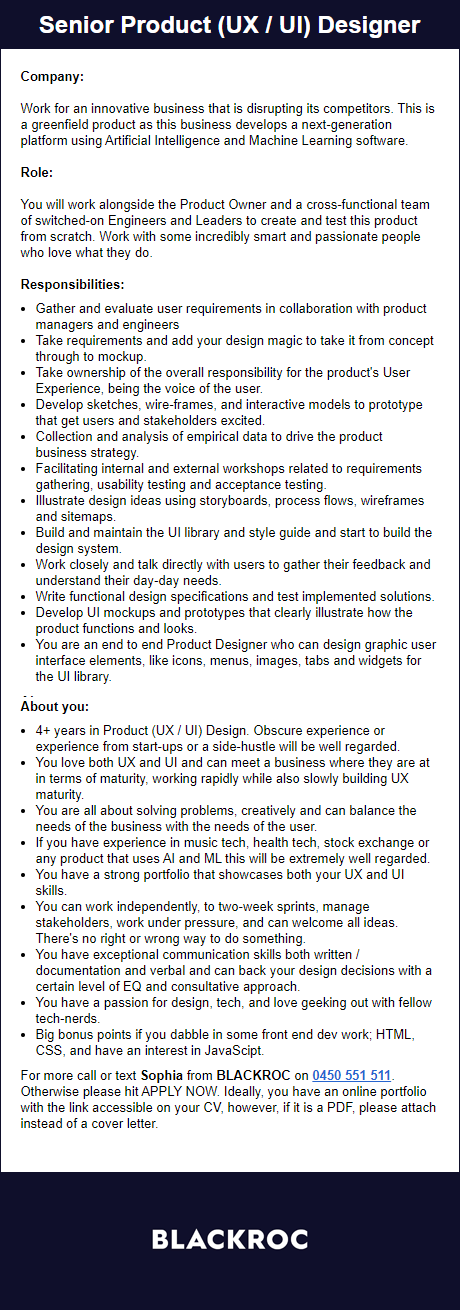 Senior Product (UX / UI) Designer
Company:
Work for an innovative business that is disrupting its competitors. This is
a greenfield product as this business develops a next-generation
platform using Artificial Intelligence and Machine Learning software.
Role:
You will work alongside the Product Owner and a cross-functional team
of switched-on Engineers and Leaders to create and test this product
from scratch. Work with some incredibly smart and passionate people
who love what they do.
Responsibilities:
• Gather and evaluate user requirements in collaboration with product
managers and engineers
• Take requirements and add your design magic to take it from concept
through to mockup.
• Take ownership of the overall responsibility for the product's User
Experience, being the voice of the user.
• Develop sketches, wire-frames, and interactive models to prototype
that get users and stakeholders excited.
• Collection and analysis of empirical data to drive the product
business strategy.
• Facilitating internal and external workshops related to requirements
gathering, usability testing and acceptance testing.
• Illustrate design ideas using storyboards, process flows, wireframes
and sitemaps.
• Build and maintain the UI library and style guide and start to build the
design system.
• Work closely and talk directly with users to gather their feedback and
understand their day-day needs.
• Write functional design specifications and test implemented solutions.
• Develop UI mockups and prototypes that clearly illustrate how the
product functions and looks.
• You are an end to end Product Designer who can design graphic user
interface elements, like icons, menus, images, tabs and widgets for
the UI library.
About you:
• 4+ years in Product (UX / UI) Design. Obscure experience or
experience from start-ups or a side-hustle will be well regarded.
• You love both UX and UI and can meet a business where they are at
in terms of maturity, working rapidly while also slowly building UX
maturity.
• You are all about solving problems, creatively and can balance the
needs of the business with the needs of the user.
• If you have experience in music tech, health tech, stock exchange or
any product that uses AI and ML this will be extremely well regarded.
• You have a strong portfolio that showcases both your UX and UI
skills.
• You can work independently, to two-week sprints, manage
stakeholders, work under pressure, and can welcome all ideas.
There's no right or wrong way to do something.
• You have exceptional communication skills both written /
documentation and verbal and can back your design decisions with a
certain level of EQ and consultative approach.
• You have a passion for design, tech, and love geeking out with fellow
tech-nerds.
• Big bonus points if you dabble in some front end dev work; HTML,
CSS, and have an interest in JavaScipt.
For more call or text Sophia from BLACKROC on 0450 551 511.
Otherwise please hit APPLY NOW. Ideally, you have an online portfolio
with the link accessible on your CV, however, if it is a PDF, please attach
instead of a cover letter.
BLACKROC